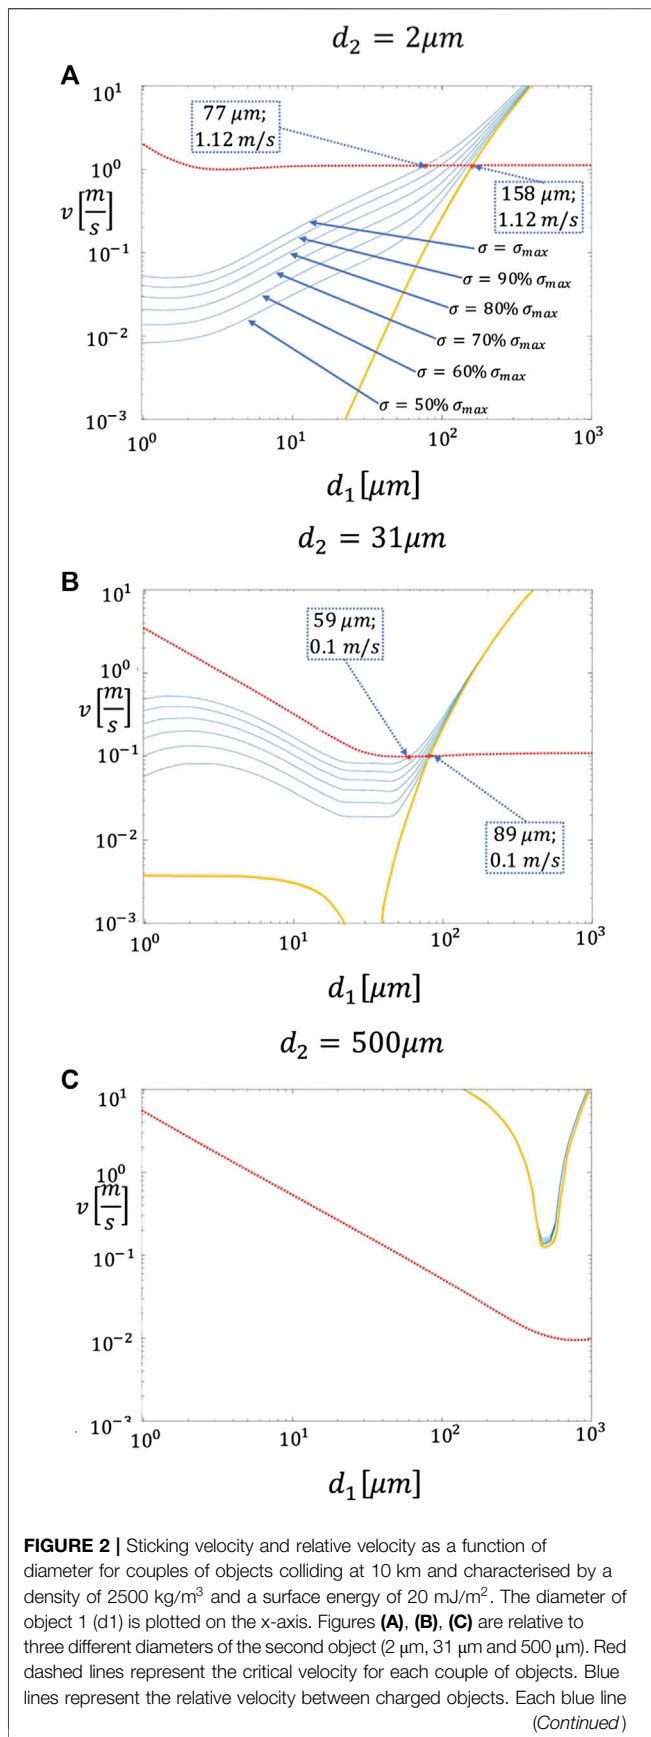 d₂ = 2μm
A
10¹
77 μm;
1.12 m/s
10⁰
v [m/s]
158 μm;
1.12 m/s
10⁻¹
σ = σₘₐₓ
σ = 90% σₘₐₓ
σ = 80% σₘₐₓ
10⁻²
σ = 70% σₘₐₓ
σ = 60% σₘₐₓ
σ = 50% σₘₐₓ
10⁻³
10⁰ 10¹ 10² 10³
d₁ [μm]
d₂ = 31μm
B
10¹
59 μm;
0.1 m/s
10⁰
v [m/s]
10⁻¹
10⁻²
89 μm;
0.1 m/s
10⁻³
10⁰ 10¹ 10² 10³
d₁ [μm]
d₂ = 500μm
C
10¹
10⁰
v [m/s]
10⁻¹
10⁻²
10⁻³
10⁰ 10¹ 10² 10³
d₁ [μm]
FIGURE 2 | Sticking velocity and relative velocity as a function of
diameter for couples of objects colliding at 10 km and characterised by a
density of 2500 kg/m³ and a surface energy of 20 mJ/m². The diameter of
object 1 (d1) is plotted on the x-axis. Figures (A), (B), (C) are relative to
three different diameters of the second object (2 μm, 31 μm and 500 μm). Red
dashed lines represent the critical velocity for each couple of objects. Blue
lines represent the relative velocity between charged objects. Each blue line
(Continued)